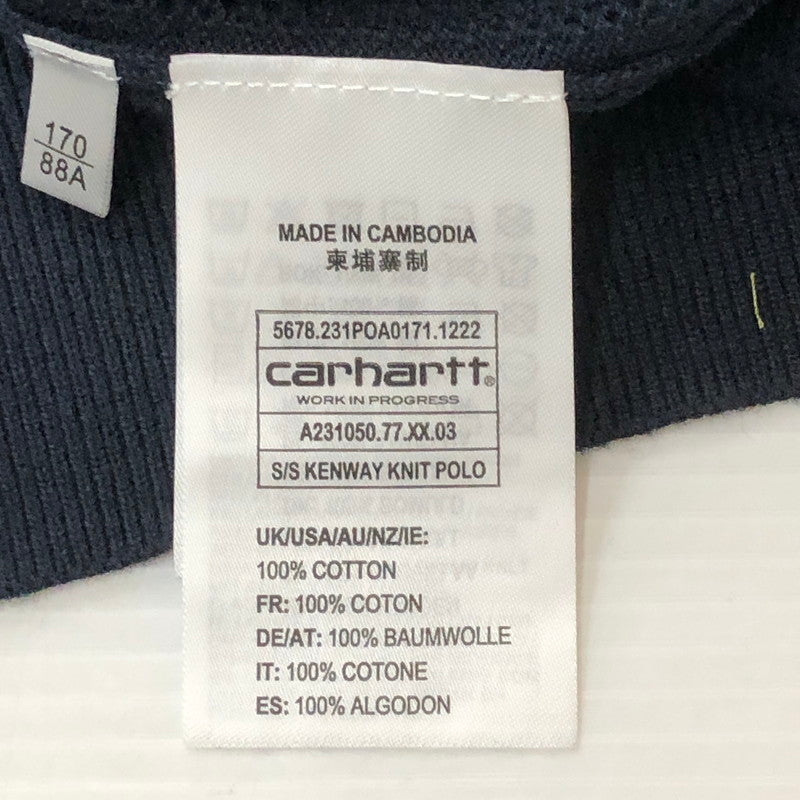 170
88A
MADE IN CAMBODIA
柬埔寨制
5678.231POA0171.1222
carhartt®
WORK IN PROGRESS
A231050.77.XX.03
S/S KENWAY KNIT POLO
UK/USA/AU/NZ/IE:
100% COTTON
FR: 100% COTON
DE/AT: 100% BAUMWOLLE
IT: 100% COTONE
ES: 100% ALGODON